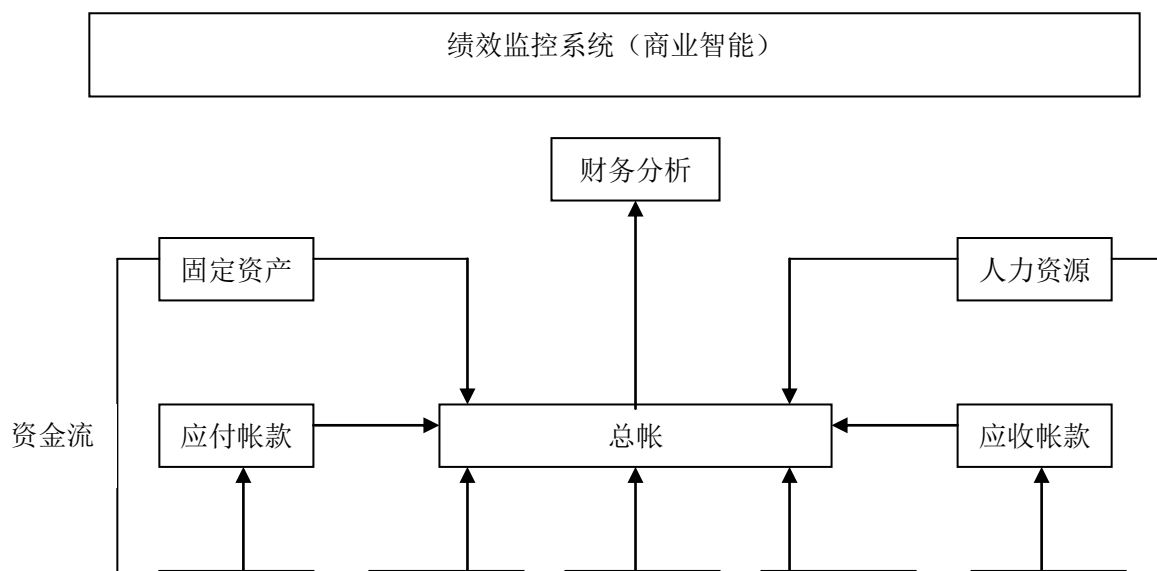 绩效监控系统（商业智能）
财务分析
固定资产
人力资源
资金流
应付帐款
总帐
应收帐款